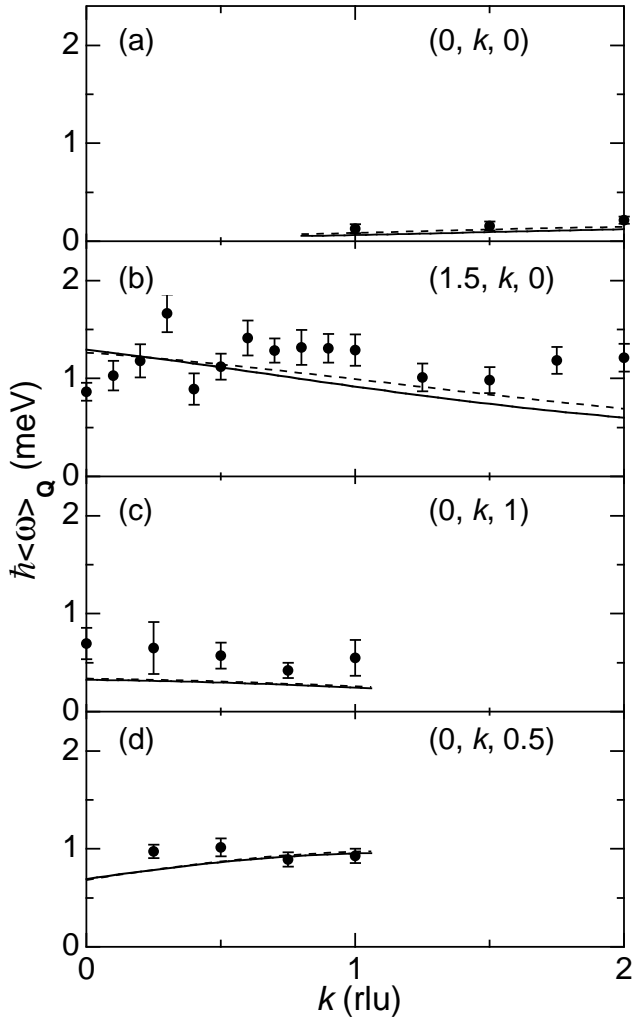 (a) (0, k, 0)
2
1
0
(b) (1.5, k, 0)
2
1
0
(c) (0, k, 1)
2
1
0
(d) (0, k, 0.5)
2
1
0
0 1 2
k (rlu)
ħ<ω>Q (meV)